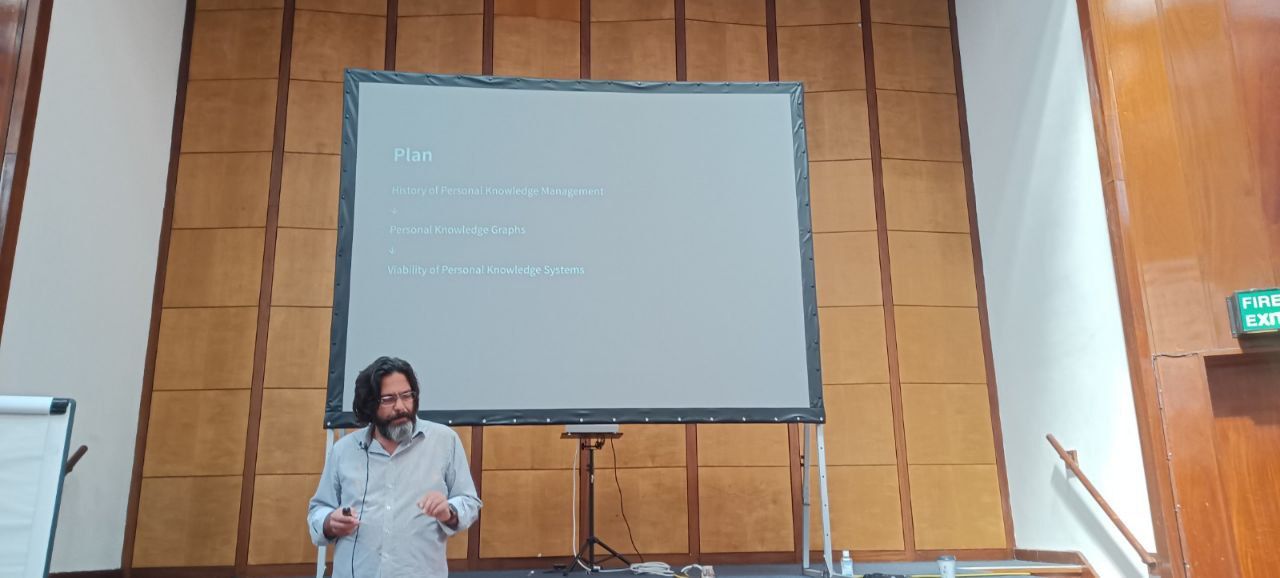 Plan
History of Personal Knowledge Management
↓
Personal Knowledge Graphs
↓
Viability of Personal Knowledge Systems
FIRE
EXIT